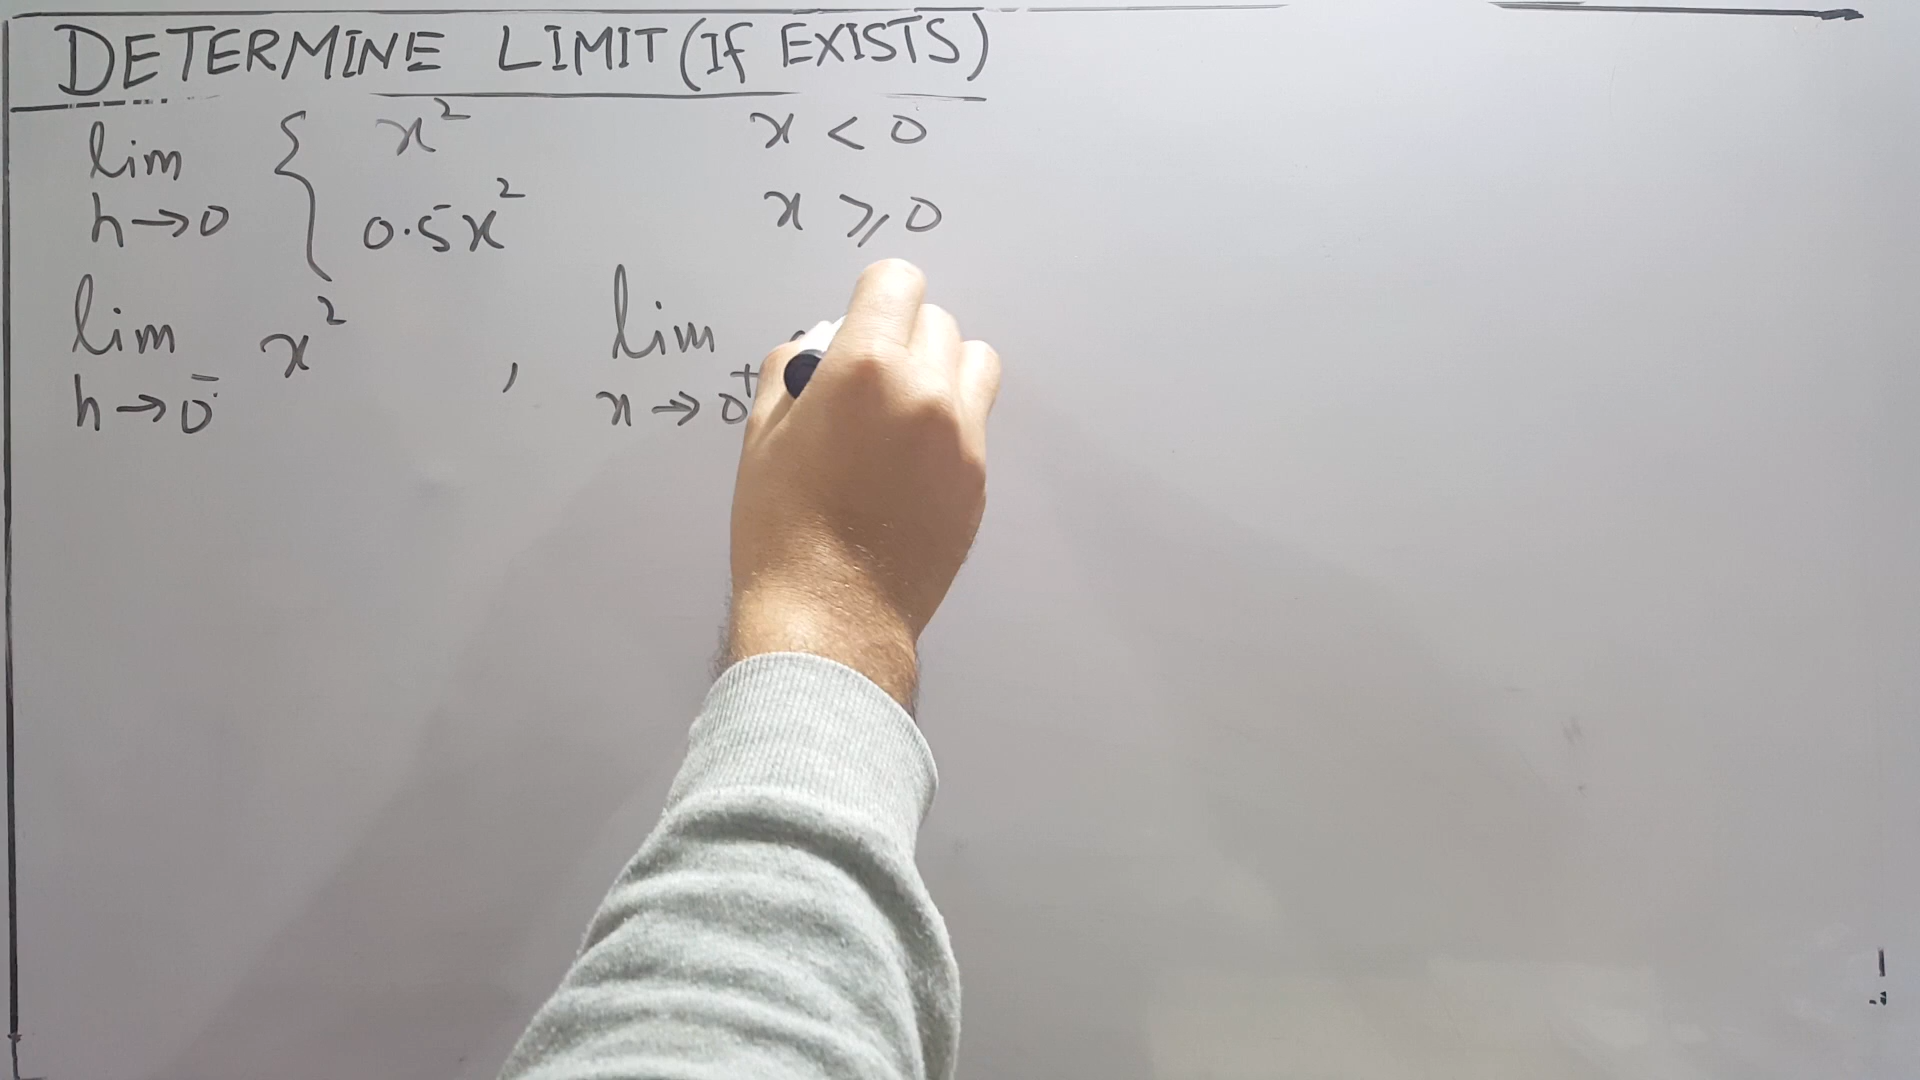 DETERMINE LIMIT (If EXISTS)
lim h→0 { x² x < 0
0.5x² x ⩾ 0
lim h→0⁻ x² , lim x→0⁺